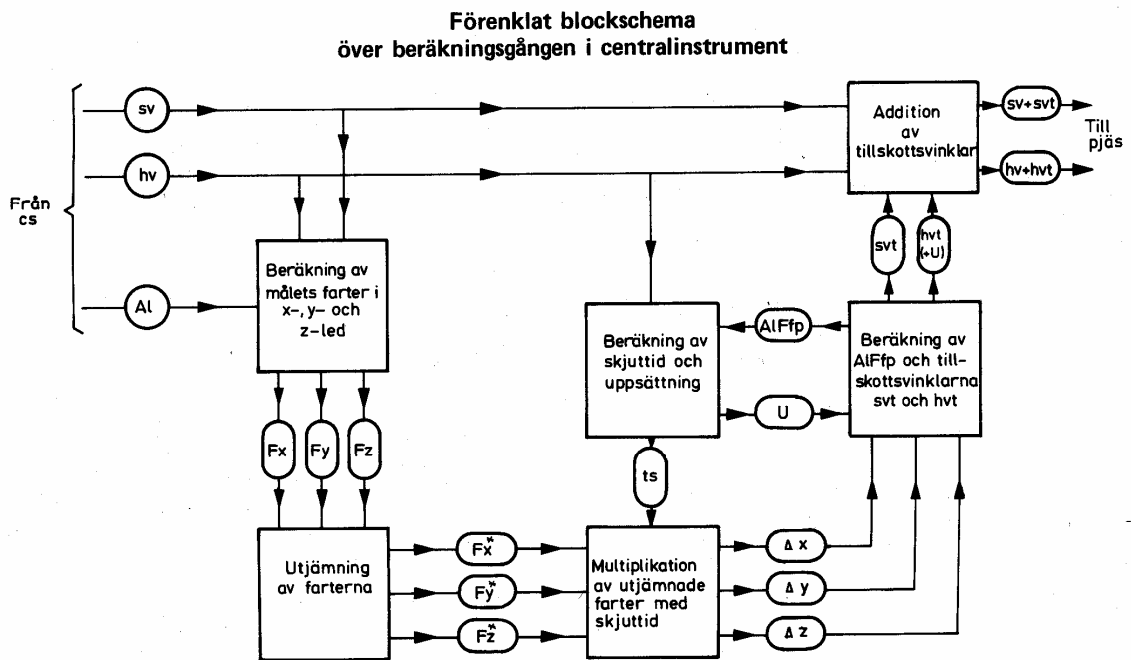 Förenklat blockschema
över beräkningsgången i centralinstrument
Från
cs
sv
hv
Al
Beräkning av
målets farter i
x-, y- och
z-led
Fx
Fy
Fz
Utjämning
av farterna
Fx*
Fy*
Fz*
Beräkning av
skjuttid och
uppsättning
ts
Multiplikation
av utjämnade
farter med
skjuttid
AlFfp
U
Δ x
Δ y
Δ z
Beräkning av
AlFfp och till-
skottsvinklarna
svt och hvt
svt
hvt
(+U)
Addition
av
tillskottsvinklar
sv+svt
hv+hvt
Till
pjäs